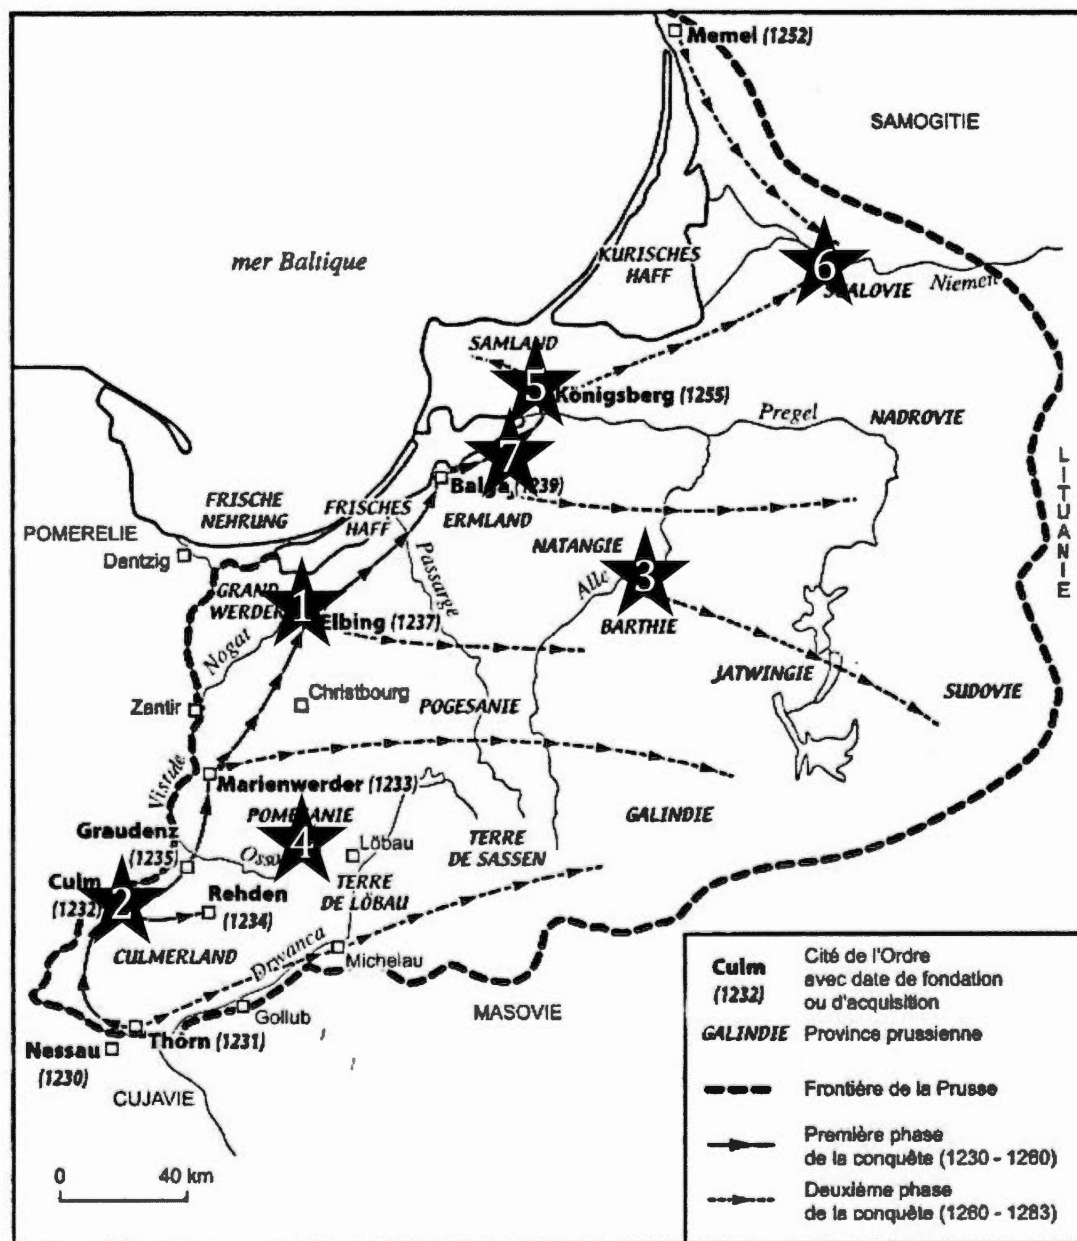 Memel (1252)
SAMOGITIE
mer Baltique
KURISCHES
HAFF
6
Niemen
SAMLAND
5
Königsberg (1255)
Pregel
NADROVIE
7
Balga (1239)
LITUANIE
FRISCHE
NEHRUNG
FRISCHES
HAFF
ERMLAND
POMERELIE
Dentzig
NATANGIE
Passarge
Alle
3
GRAND
WERDER
1
Elbing (1237)
BARTHIE
Nogat
JATWINGIE
SUDOVIE
Christbourg
Zantir
POGESANIE
Vistule
Marienwerder (1233)
GALINDIE
POMESANIE
4
Graudenz
(1235)
Ossa
Löbau
TERRE
DE SASSEN
Culm
(1232)
2
Rehden
(1234)
TERRE
DE LÖBAU
CULMERLAND
Drwanca
Michelau
Gollub
MASOVIE
Thorn (1231)
Nessau
(1230)
CUJAVIE
0 40 km
Culm
(1232)
Cité de l'Ordre
avec date de fondation
ou d'acquisition
GALINDIE Province prussienne
Frontière de la Prusse
Première phase
de la conquête (1230 - 1260)
Deuxième phase
de la conquête (1260 - 1283)